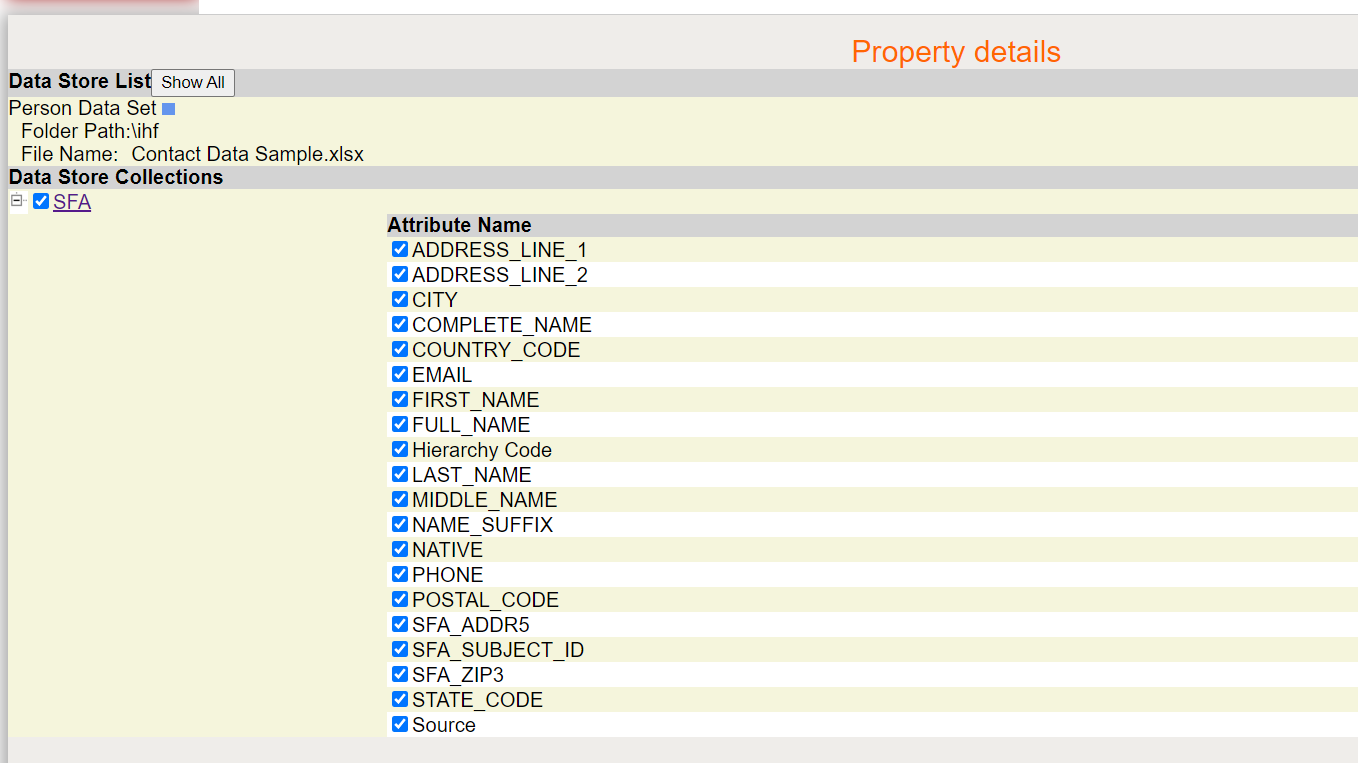 Property details
Data Store List Show All
Person Data Set
Folder Path:\ihf
File Name: Contact Data Sample.xlsx
Data Store Collections
SFA
Attribute Name
ADDRESS_LINE_1
ADDRESS_LINE_2
CITY
COMPLETE_NAME
COUNTRY_CODE
EMAIL
FIRST_NAME
FULL_NAME
Hierarchy Code
LAST_NAME
MIDDLE_NAME
NAME_SUFFIX
NATIVE
PHONE
POSTAL_CODE
SFA_ADDR5
SFA_SUBJECT_ID
SFA_ZIP3
STATE_CODE
Source